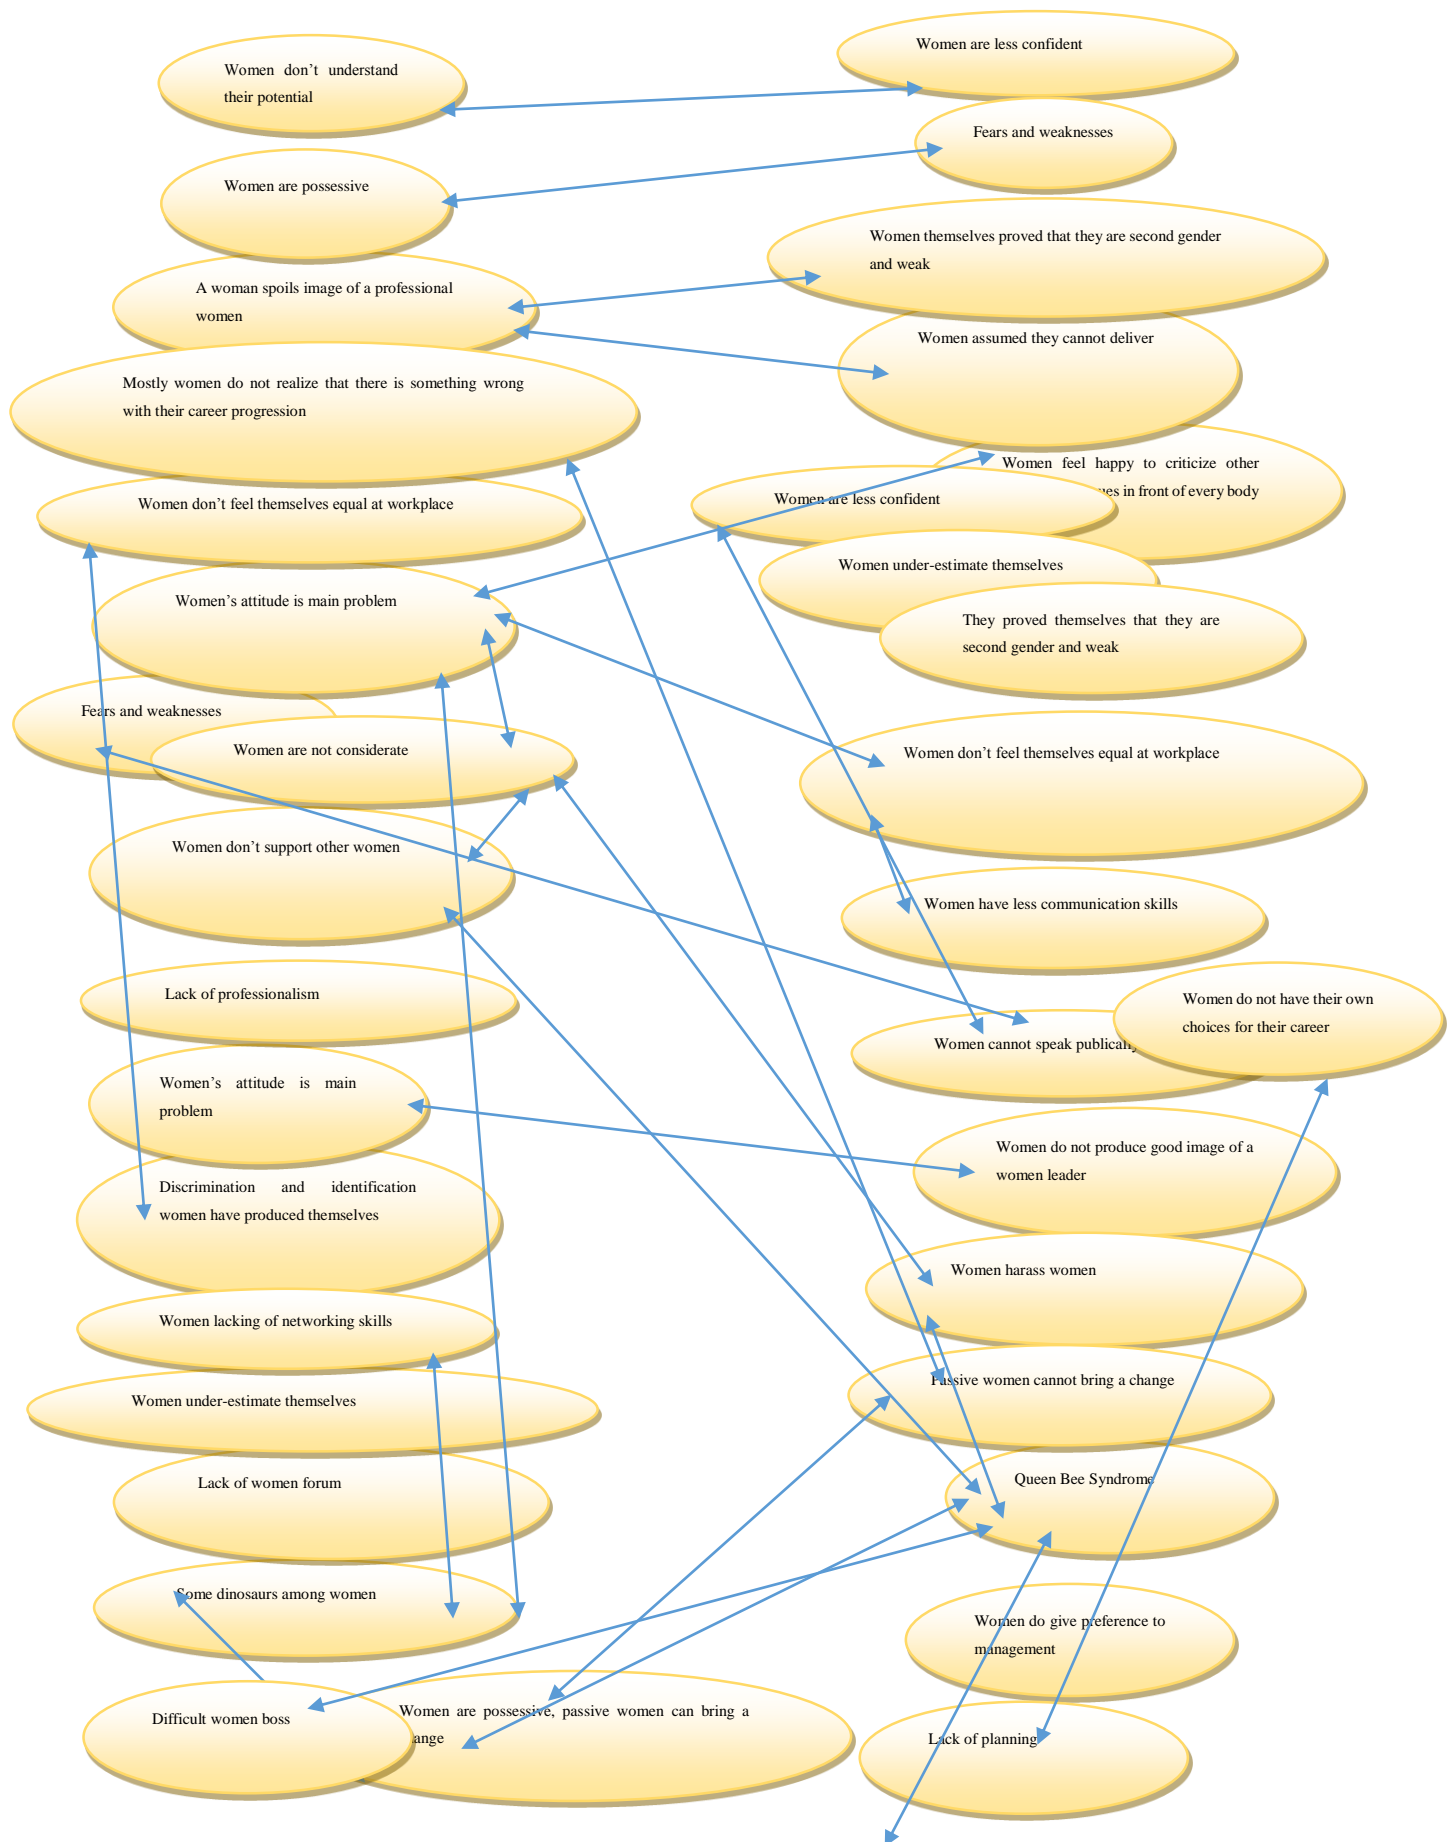 Women don't understand
their potential
Women are possessive
A woman spoils image of a professional
women
Mostly women do not realize that there is something wrong
with their career progression
Women don't feel themselves equal at workplace
Women's attitude is main problem
Fears and weaknesses
Women are not considerate
Women don't support other women
Lack of professionalism
Women's attitude is main
problem
Discrimination and identification
women have produced themselves
Women lacking of networking skills
Women under-estimate themselves
Lack of women forum
Some dinosaurs among women
Difficult women boss
Women are possessive, passive women can bring a
Women are less confident
Fears and weaknesses
Women themselves proved that they are second gender
and weak
Women assumed they cannot deliver
Women feel happy to criticize other
in front of every body
Women are less confident
Women under-estimate themselves
They proved themselves that they are
second gender and weak
Women don't feel themselves equal at workplace
Women have less communication skills
Women do not have their own
choices for their career
Women cannot speak publically
Women do not produce good image of a
women leader
Women harass women
Passive women cannot bring a change
Queen Bee Syndrome
Women do give preference to
management
Lack of planning